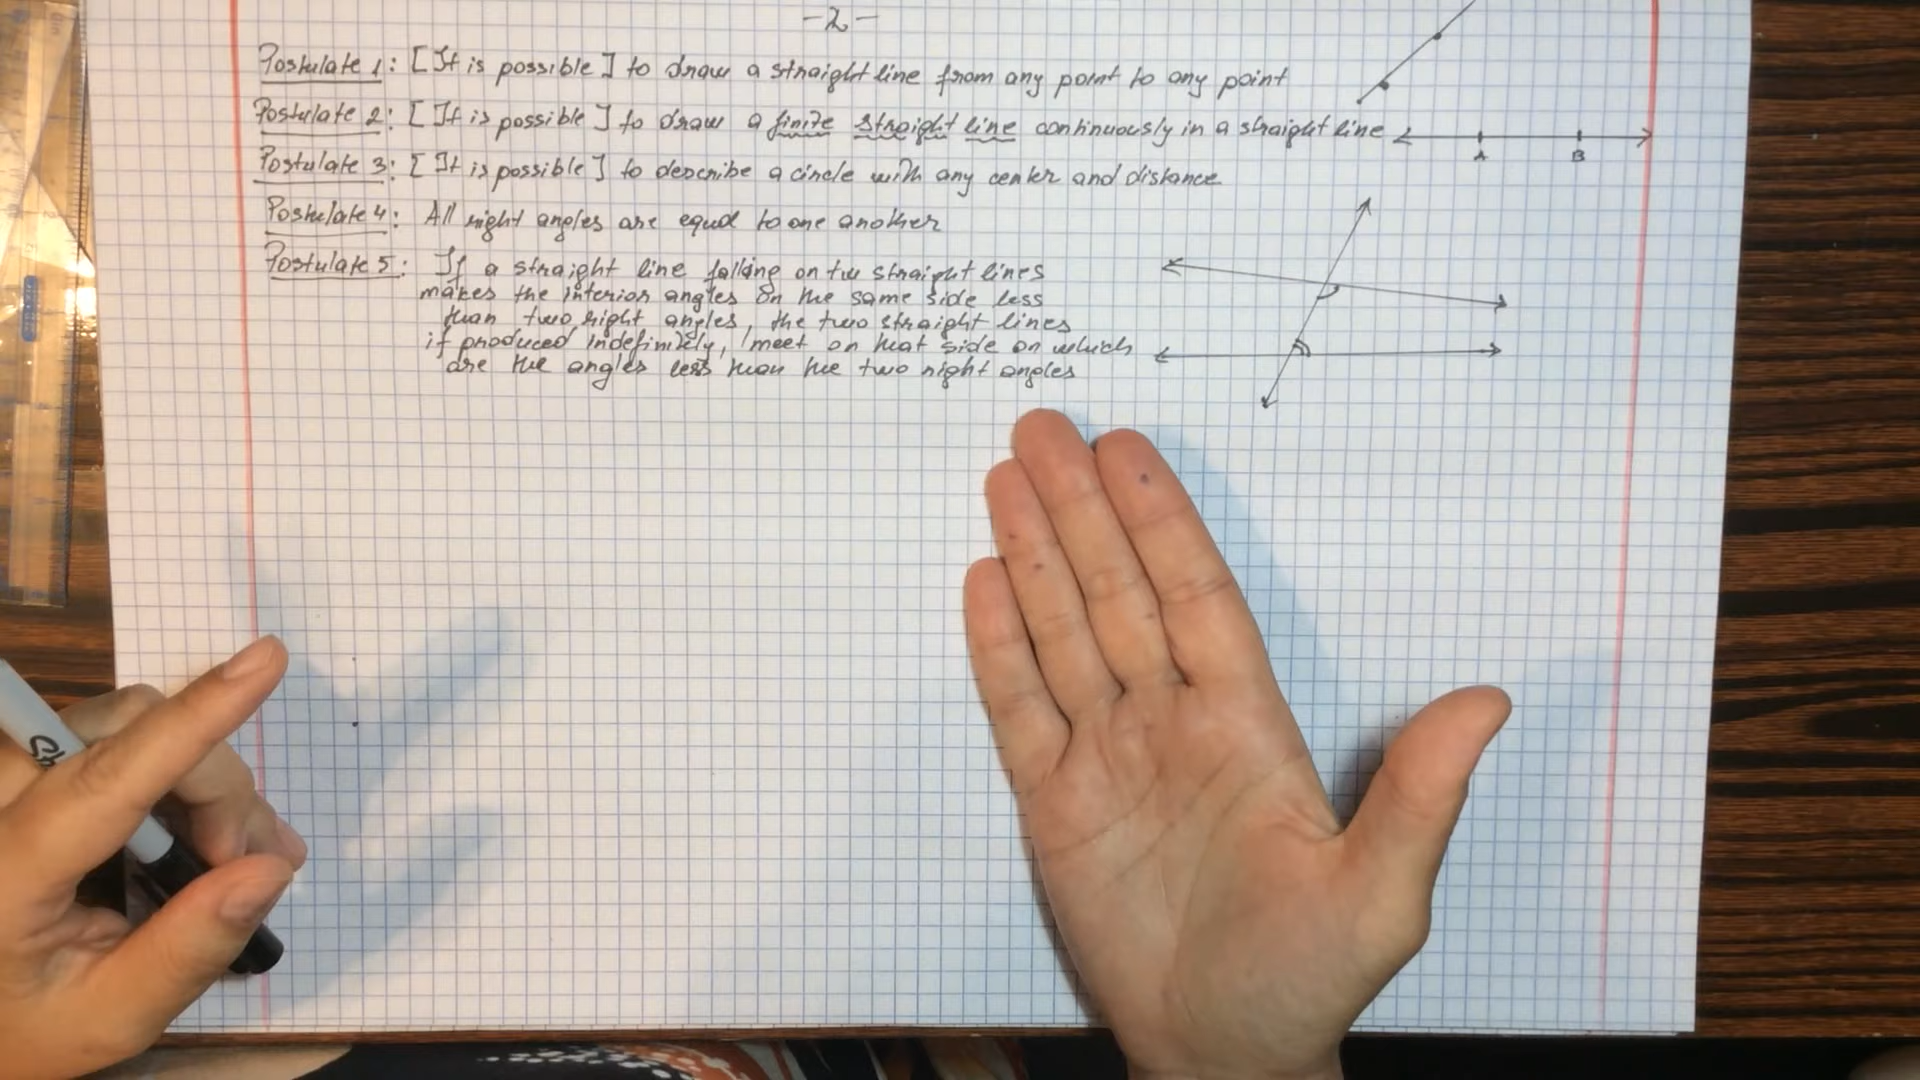 -2-
Postulate 1: [It is possible] to draw a straight line from any point to any point
Postulate 2: [It is possible] to draw a finite straight line continuously in a straight line
A B
Postulate 3: [It is possible] to describe a circle with any center and distance
Postulate 4: All right angles are equal to one another
Postulate 5: If a straight line falling on two straight lines
makes the interior angles on the same side less
than two right angles, the two straight lines
if produced indefinitely, meet on that side on which
are the angles less than the two right angles